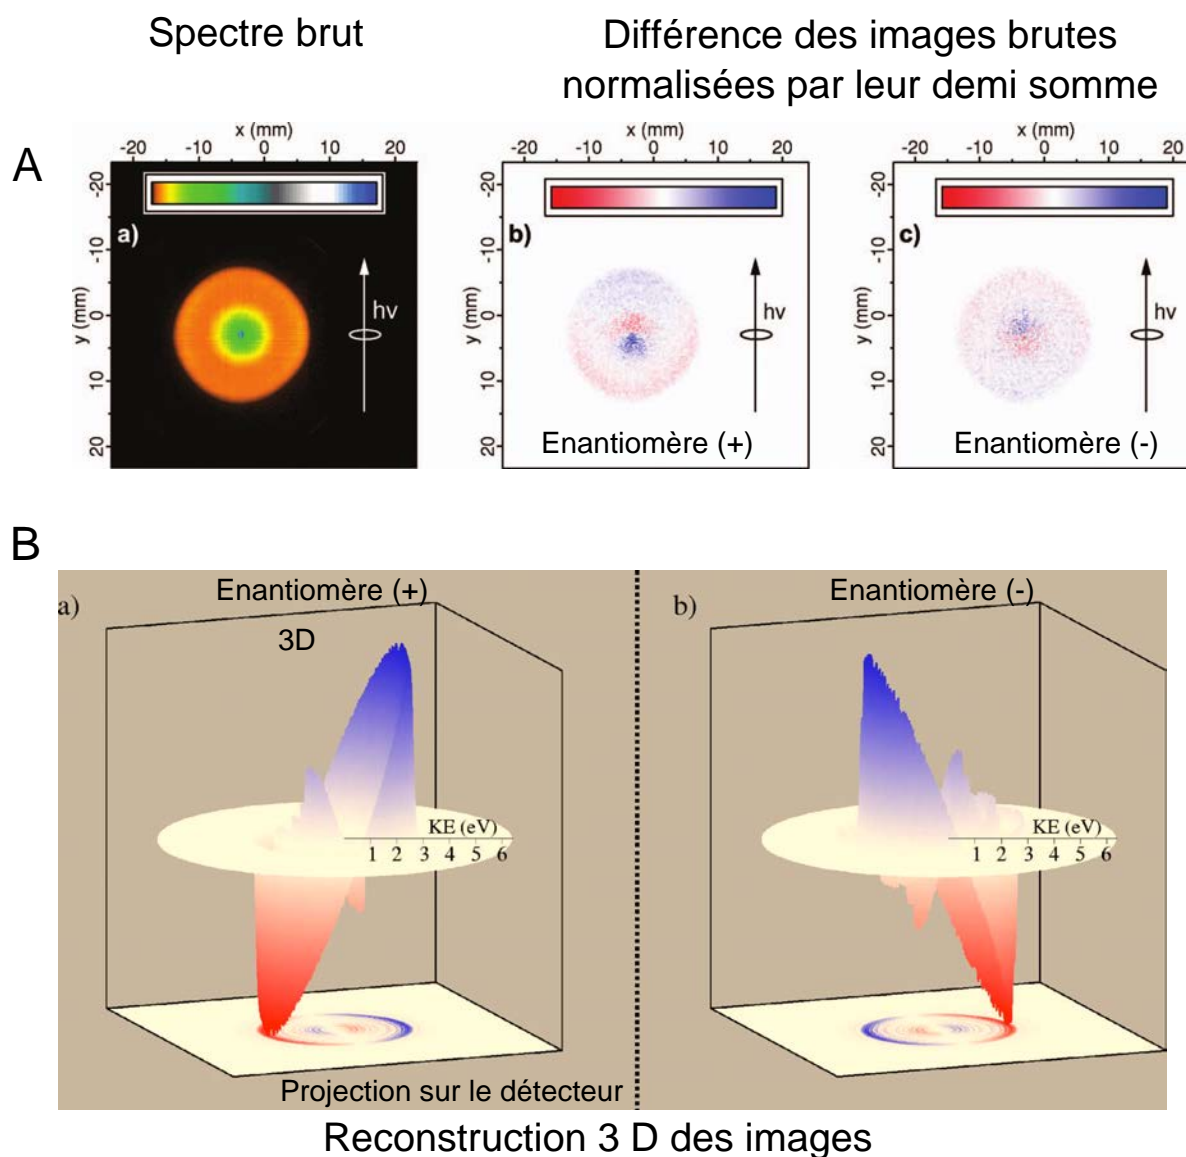 Spectre brut
Différence des images brutes
normalisées par leur demi somme
A
x (mm)
-20 -10 0 10 20
y (mm)
-20
-10
0
10
20
a)
hν
x (mm)
-20 -10 0 10 20
y (mm)
-20
-10
0
10
20
b)
hν
Enantiomère (+)
x (mm)
-20 -10 0 10 20
y (mm)
-20
-10
0
10
20
c)
hν
Enantiomère (-)
B
a)
Enantiomère (+)
3D
KE (eV)
1 2 3 4 5 6
b)
Enantiomère (-)
KE (eV)
1 2 3 4 5 6
Projection sur le détecteur
Reconstruction 3 D des images